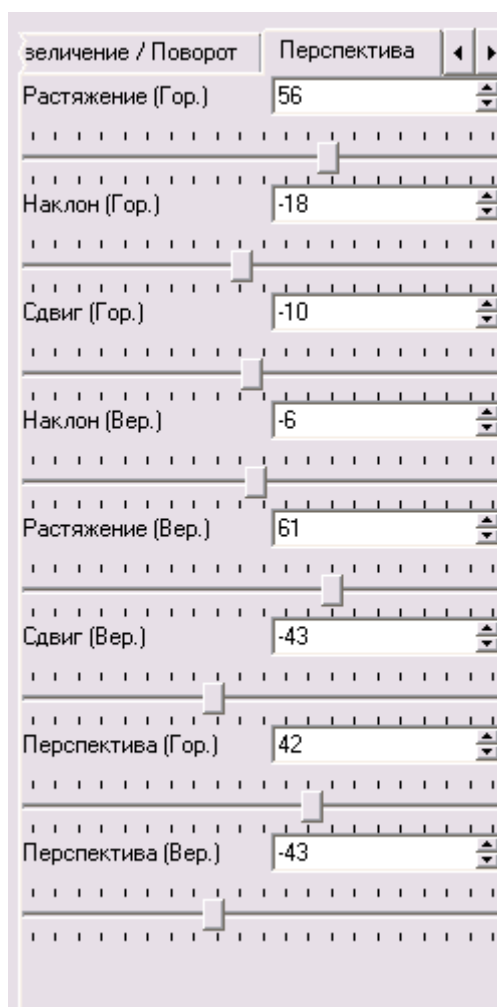 звеличение / Поворот Перспектива
Растяжение (Гор.) 56
Наклон (Гор.) -18
Сдвиг (Гор.) -10
Наклон (Вер.) -6
Растяжение (Вер.) 61
Сдвиг (Вер.) -43
Перспектива (Гор.) 42
Перспектива (Вер.) -43